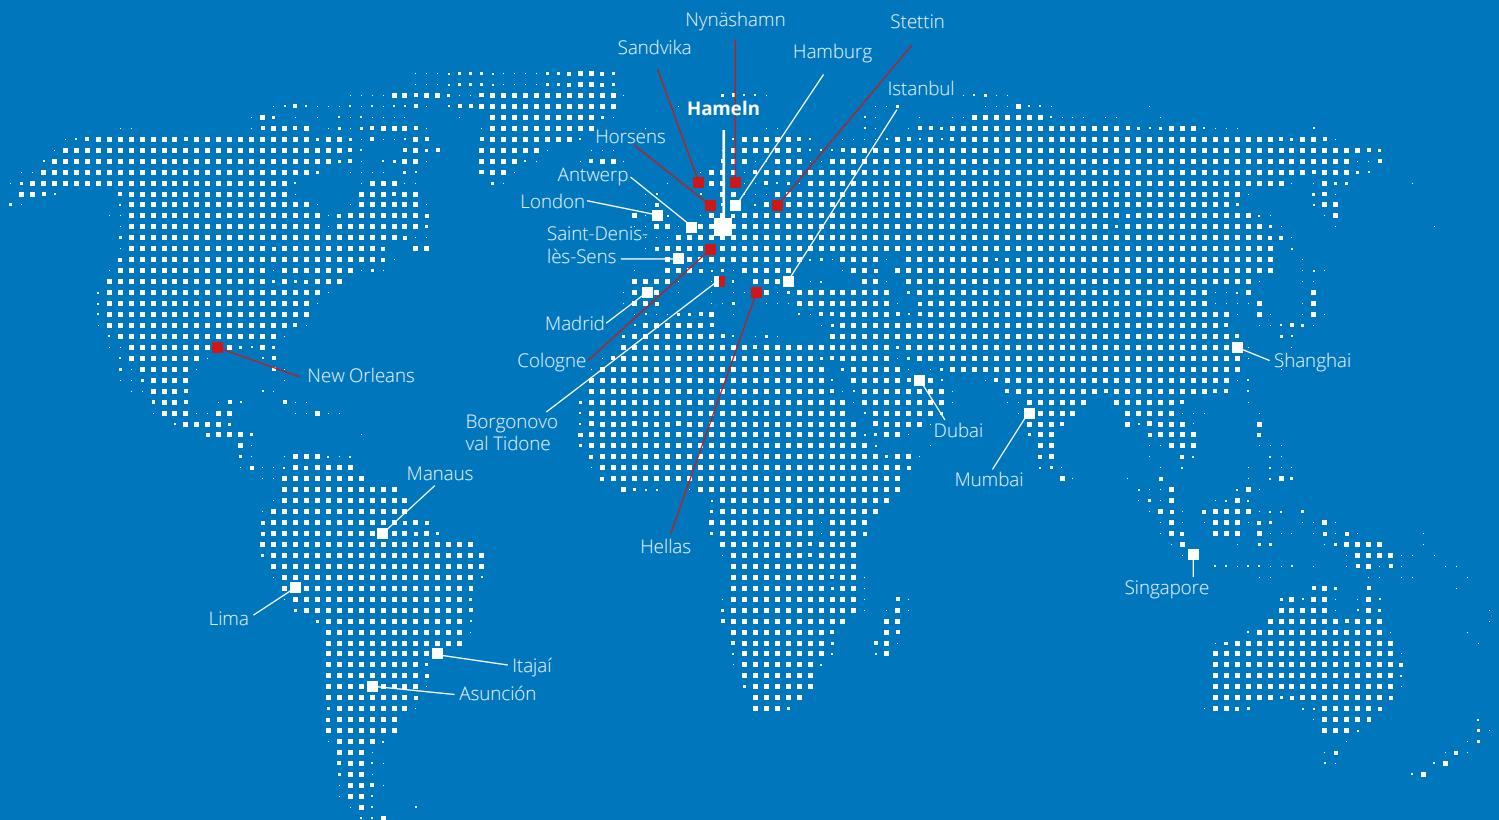 Nynäshamn
Stettin
Sandvika
Hamburg
Istanbul
Hameln
Horsens
Antwerp
London
Saint-Denis-
lès-Sens
Madrid
Cologne
Shanghai
New Orleans
Borgonovo
val Tidone
Dubai
Manaus
Mumbai
Hellas
Singapore
Lima
Itajaí
Asunción